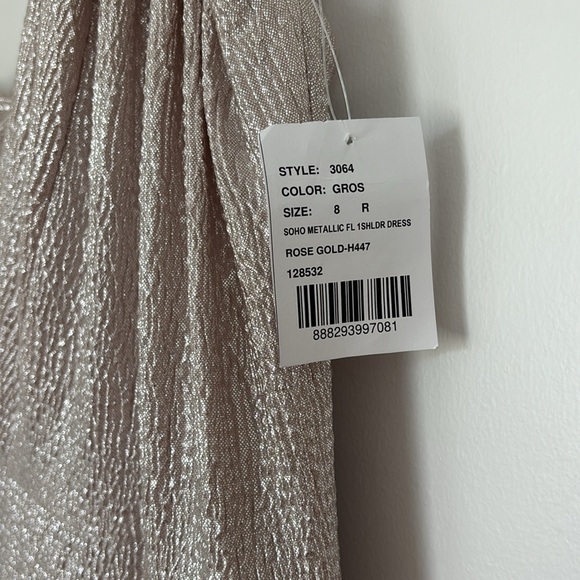 STYLE: 3064
COLOR: GROS
SIZE: 8 R
SOHO METALLIC FL 1SHLDR DRESS
ROSE GOLD-H447
128532
888293997081